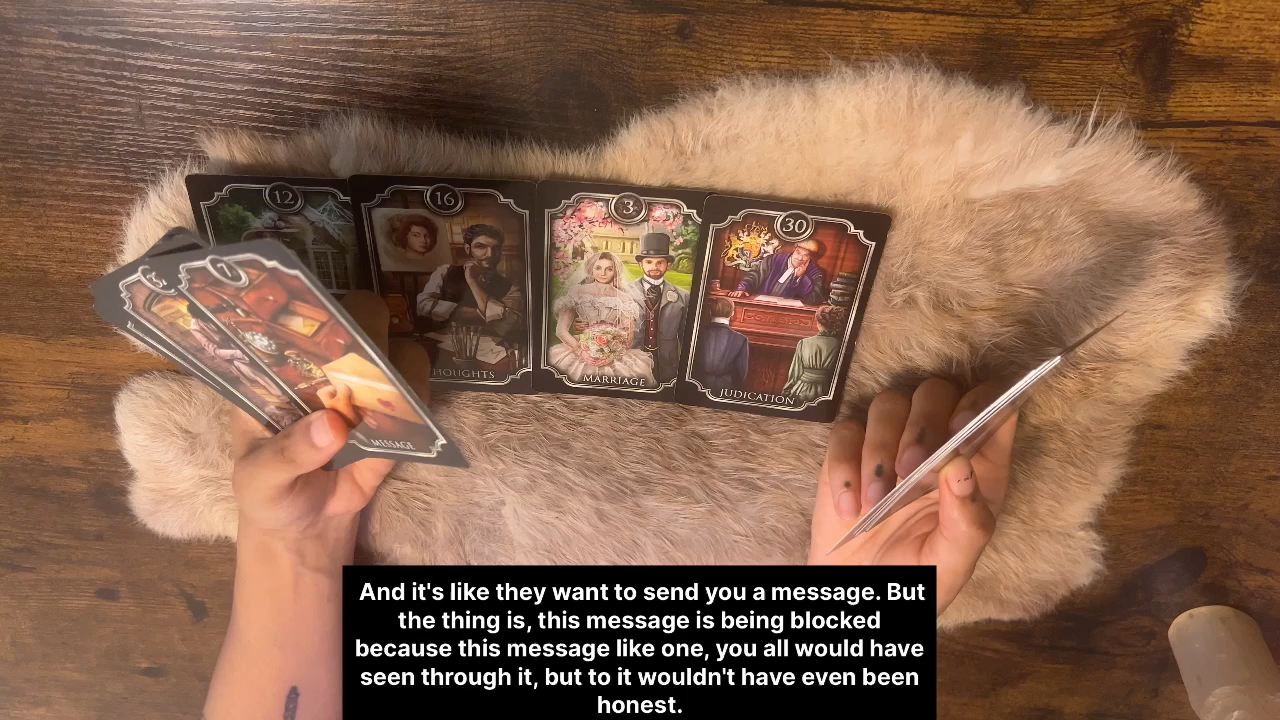 12
16
3
30
7
THOUGHTS
MARRIAGE
JUDICATION
MESSAGE
And it's like they want to send you a message. But
the thing is, this message is being blocked
because this message like one, you all would have
seen through it, but to it wouldn't have even been
honest.